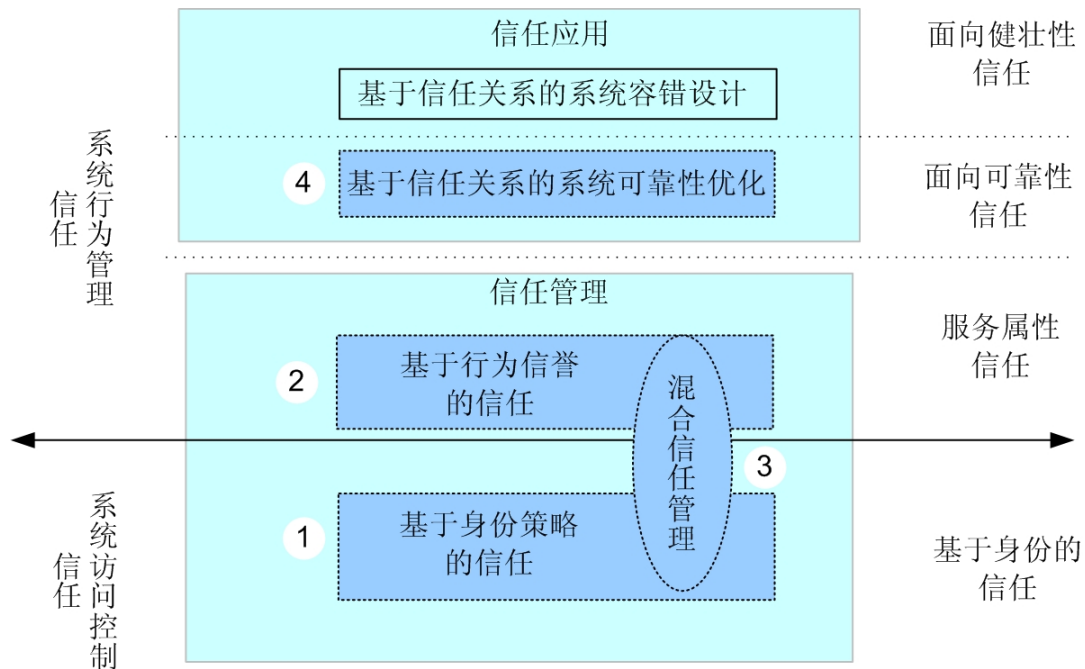 信任应用
面向健壮性
信任
基于信任关系的系统容错设计
系统行为管理
信任
4
基于信任关系的系统可靠性优化
面向可靠性
信任
信任管理
服务属性
信任
2
基于行为信誉
的信任
混合信任管理
3
系统访问控制
信任
1
基于身份策略
的信任
基于身份的
信任